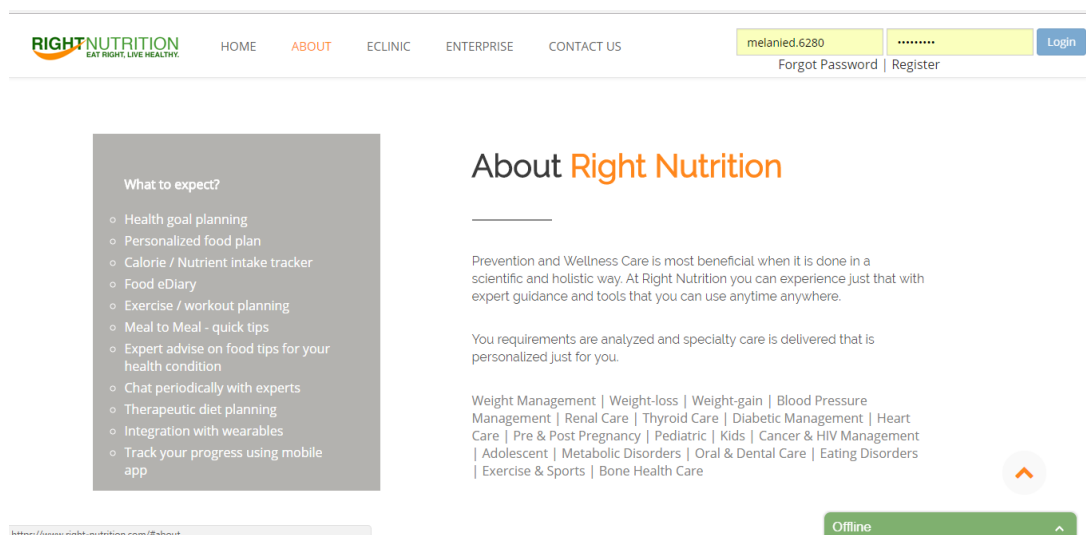 RIGHTNUTRITION
EAT RIGHT, LIVE HEALTHY.
HOME ABOUT ECLINIC ENTERPRISE CONTACT US
melanied.6280 ••••••••• Login
Forgot Password | Register
What to expect?
Health goal planning
Personalized food plan
Calorie / Nutrient intake tracker
Food eDiary
Exercise / workout planning
Meal to Meal - quick tips
Expert advise on food tips for your
health condition
Chat periodically with experts
Therapeutic diet planning
Integration with wearables
Track your progress using mobile
app
About Right Nutrition
Prevention and Wellness Care is most beneficial when it is done in a
scientific and holistic way. At Right Nutrition you can experience just that with
expert guidance and tools that you can use anytime anywhere.
You requirements are analyzed and specialty care is delivered that is
personalized just for you.
Weight Management | Weight-loss | Weight-gain | Blood Pressure
Management | Renal Care | Thyroid Care | Diabetic Management | Heart
Care | Pre & Post Pregnancy | Pediatric | Kids | Cancer & HIV Management
| Adolescent | Metabolic Disorders | Oral & Dental Care | Eating Disorders
| Exercise & Sports | Bone Health Care
Offline
https://www.right-nutrition.com/#about